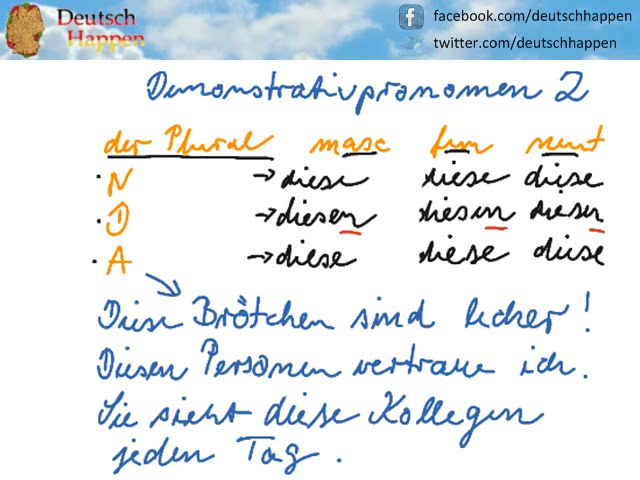 Deutsch Happen
facebook.com/deutschhappen
twitter.com/deutschhappen
Demonstrativpronomen 2
der Plural masc fem neut
• N → diese diese diese
• D → diesen diesen diesen
• A → diese diese diese
Diese Brötchen sind lecker!
Diesen Personen vertraue ich.
Sie sieht diese Kollegen
jeden Tag.